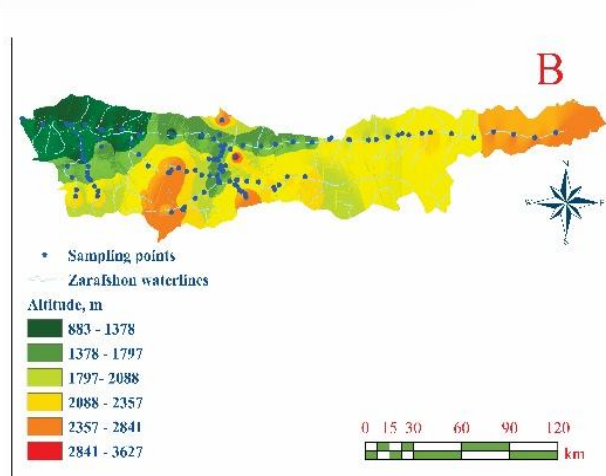 B
N
W E
S
Sampling points
Zarafshon waterlines
Altitude, m
883 - 1378
1378 - 1797
1797- 2088
2088 - 2357
2357 - 2841
2841 - 3627
0 15 30 60 90 120
km